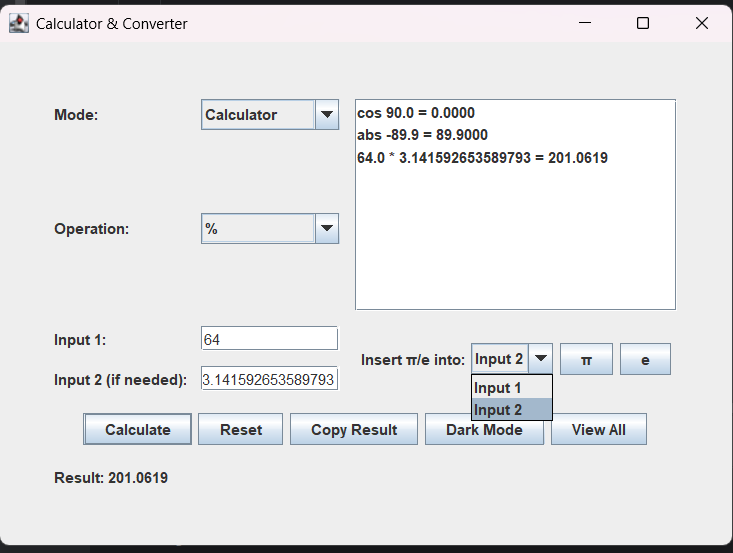 Calculator & Converter
Mode:
Calculator
cos 90.0 = 0.0000
abs -89.9 = 89.9000
64.0 * 3.141592653589793 = 201.0619
Operation:
%
Input 1:
64
Input 2 (if needed):
3.141592653589793
Insert π/e into:
Input 2
π
e
Input 1
Input 2
Calculate
Reset
Copy Result
Dark Mode
View All
Result: 201.0619